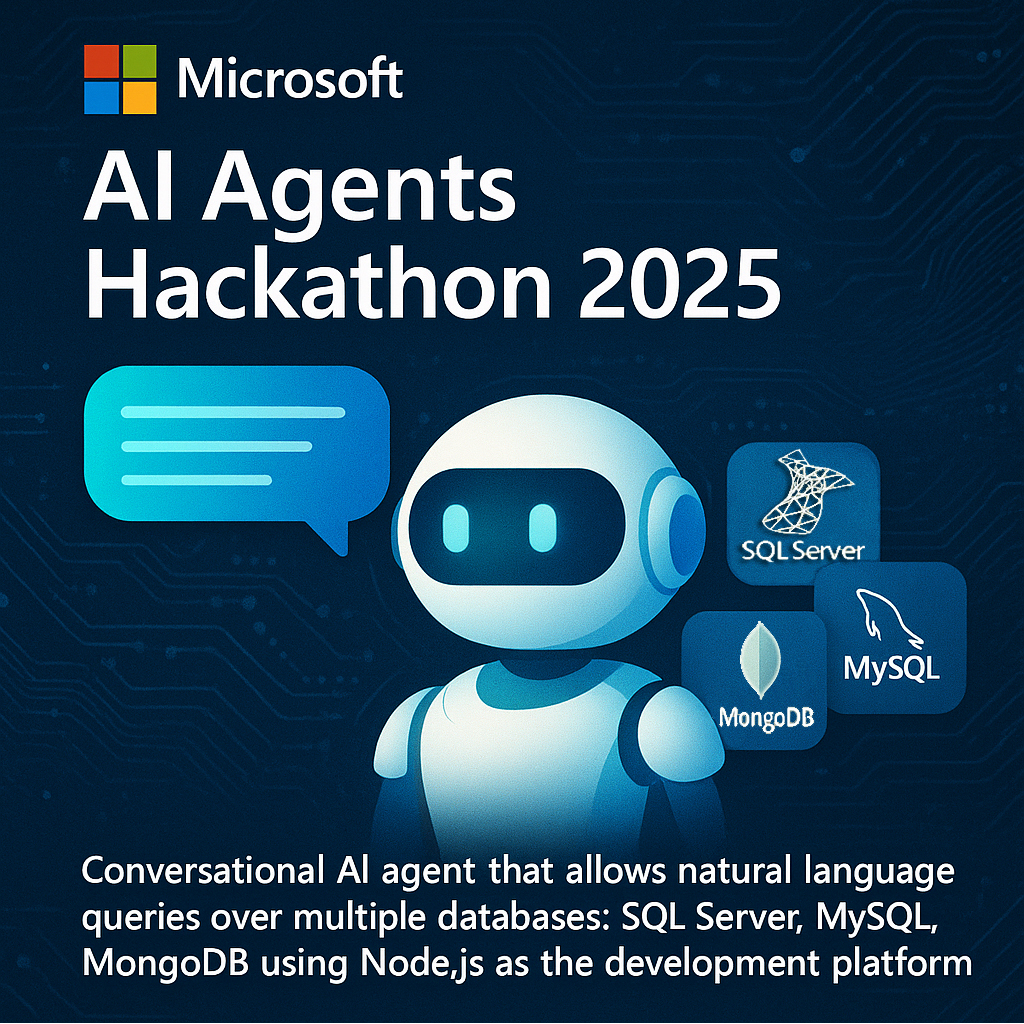 Microsoft
AI Agents
Hackathon 2025
SQL Server
MySQL
MongoDB
Conversational AI agent that allows natural language
queries over multiple databases: SQL Server, MySQL,
MongoDB using Node,js as the development platform